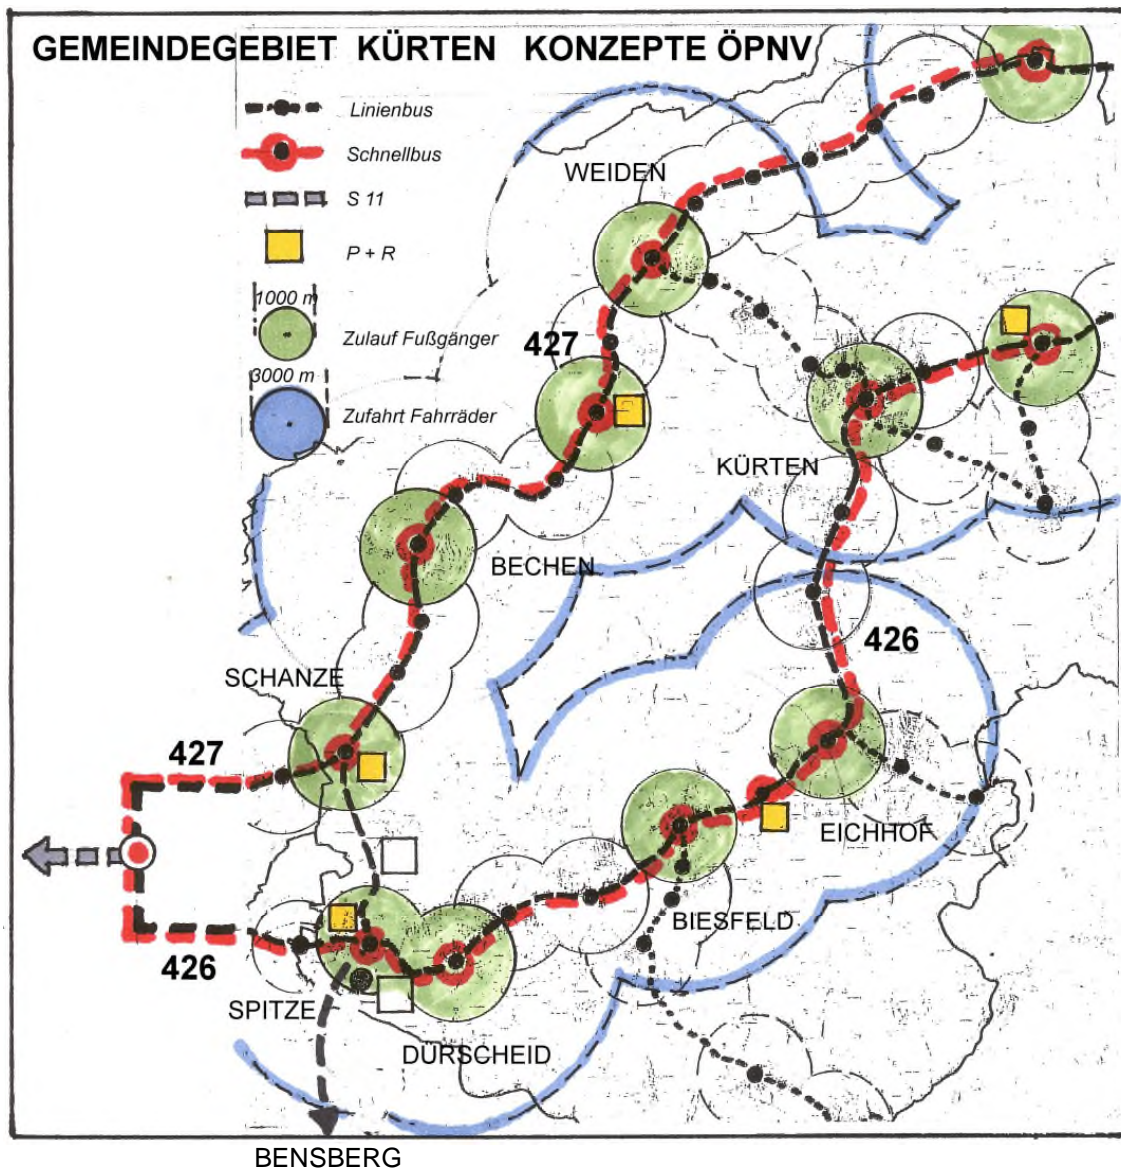 GEMEINDEGEBIET KÜRTEN KONZEPTE ÖPNV
Linienbus
Schnellbus
S 11
P + R
1000 m
Zulauf Fußgänger
3000 m
Zufahrt Fahrräder
WEIDEN
427
KÜRTEN
BECHEN
426
SCHANZE
427
EICHHOF
BIESFELD
426
SPITZE
DÜRSCHEID
BENSBERG